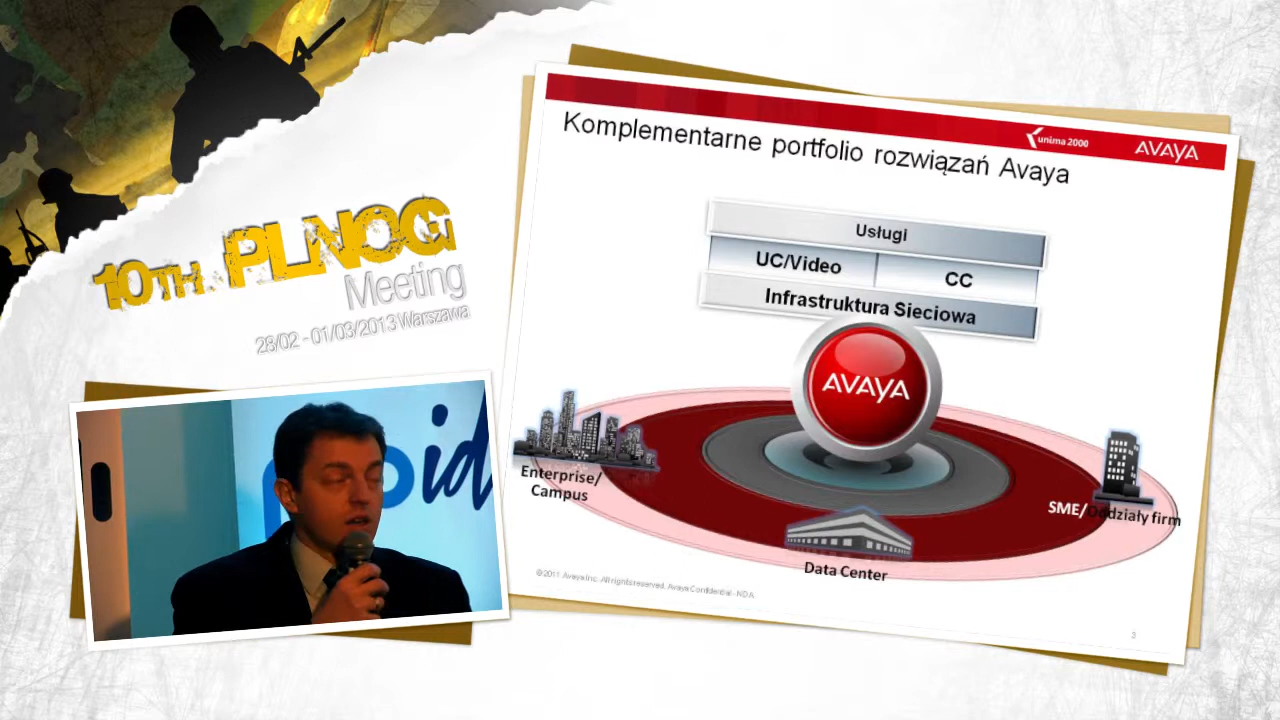 10TH PLNOG
Meeting
28/02 - 01/03/2013 Warszawa
id
Komplementarne portfolio rozwiązań Avaya
unima 2000
AVAYA
Usługi
UC/Video
CC
Infrastruktura Sieciowa
AVAYA
Enterprise/
Campus
SME/Oddziały firm
Data Center
©2011 Avaya Inc. All rights reserved. Avaya Confidential - NDA
3